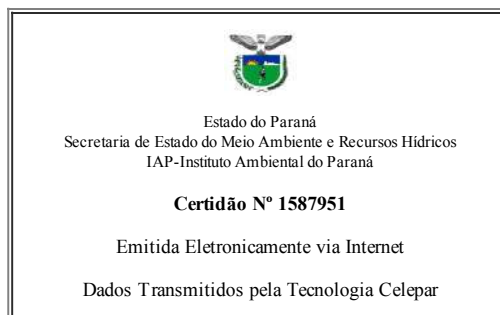 Estado do Paraná
Secretaria de Estado do Meio Ambiente e Recursos Hídricos
IAP-Instituto Ambiental do Paraná
Certidão Nº 1587951
Emitida Eletronicamente via Internet
Dados Transmitidos pela Tecnologia Celepar